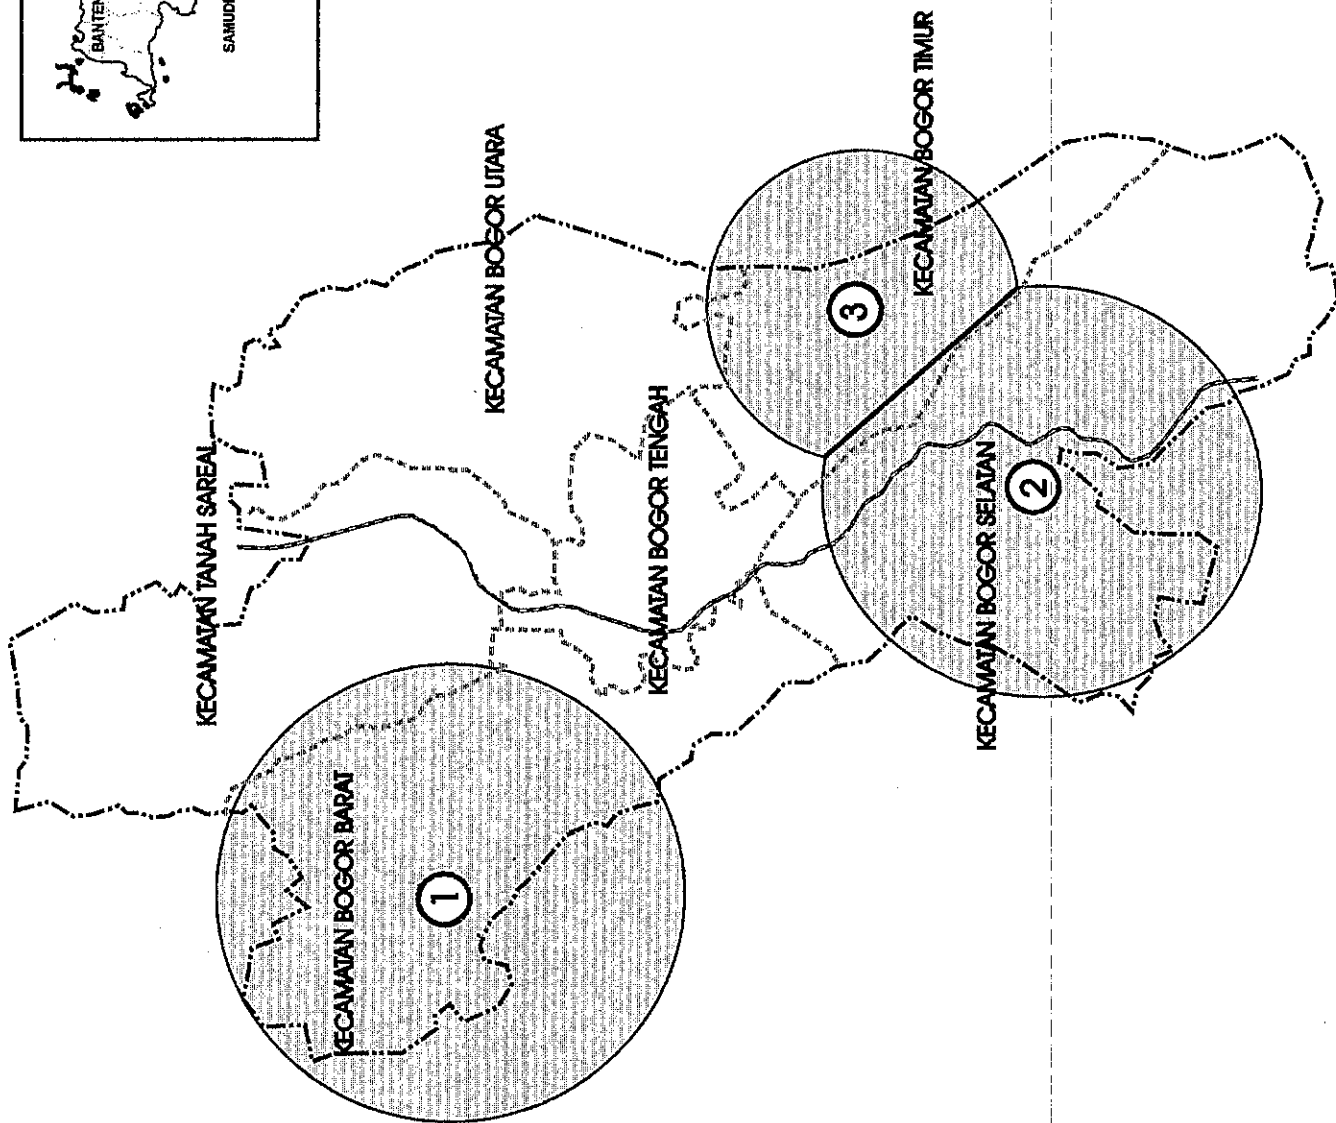 BANTEN
KECAMATAN TANAH SAREAL
KECAMATAN BOGOR UTARA
KECAMATAN BOGOR BARAT
1
KECAMATAN BOGOR TENGAH
3
KECAMATAN BOGOR TIMUR
KECAMATAN BOGOR SELATAN
2